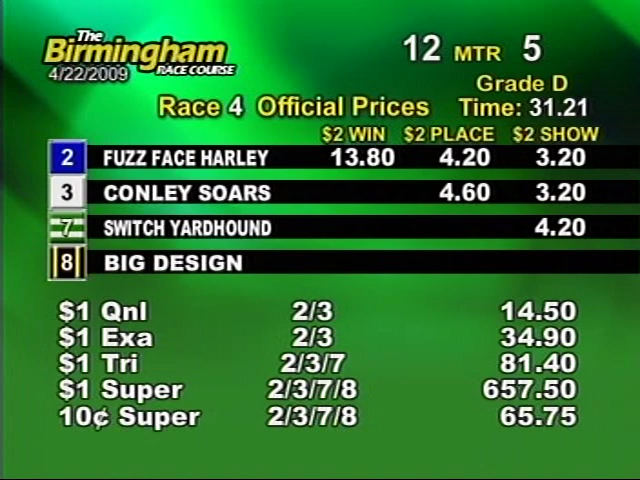 The
Birmingham
RACE COURSE
4/22/2009
12 MTR 5
Grade D
Race 4 Official Prices Time: 31.21
$2 WIN $2 PLACE $2 SHOW
2 FUZZ FACE HARLEY 13.80 4.20 3.20
3 CONLEY SOARS 4.60 3.20
7 SWITCH YARDHOUND 4.20
8 BIG DESIGN
$1 Qnl 2/3 14.50
$1 Exa 2/3 34.90
$1 Tri 2/3/7 81.40
$1 Super 2/3/7/8 657.50
10¢ Super 2/3/7/8 65.75